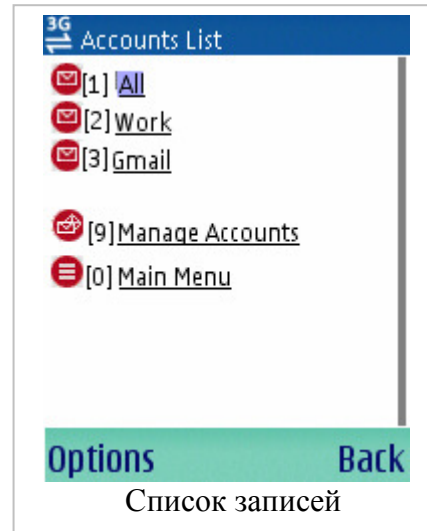 3G
Accounts List
[1] All
[2] Work
[3] Gmail
[9] Manage Accounts
[0] Main Menu
Options Back
Список записей